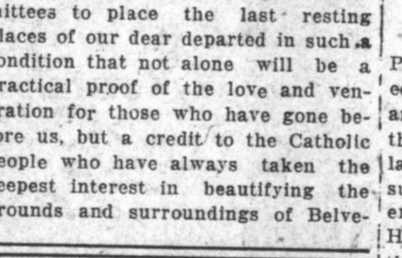 ittees to place the last resting
laces of our dear departed in such a
ondition that not alone will be a
ractical proof of the love and ven-
ration for those who have gone be-
ore us, but a credit to the Catholic
eople who have always taken the
eepest interest in beautifying the
rounds and surroundings of Belve-